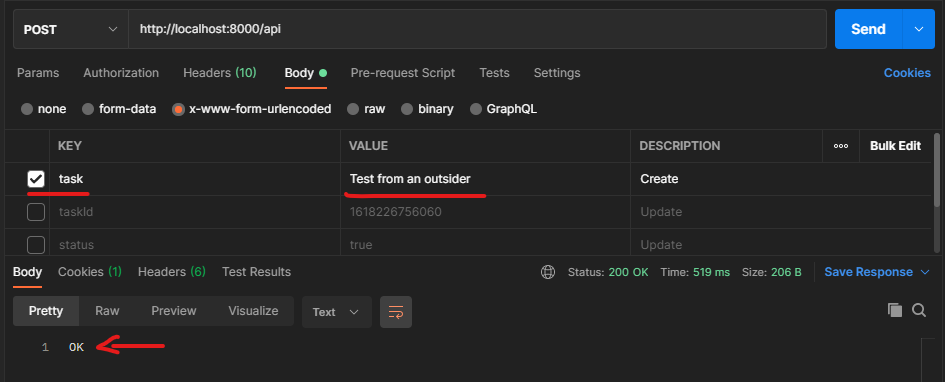 POST http://localhost:8000/api Send
Params Authorization Headers (10) Body Pre-request Script Tests Settings Cookies
none form-data x-www-form-urlencoded raw binary GraphQL
KEY VALUE DESCRIPTION ooo Bulk Edit
task Test from an outsider Create
taskId 1618226756060 Update
status true Update
Body Cookies (1) Headers (6) Test Results Status: 200 OK Time: 519 ms Size: 206 B Save Response
Pretty Raw Preview Visualize Text
1 OK